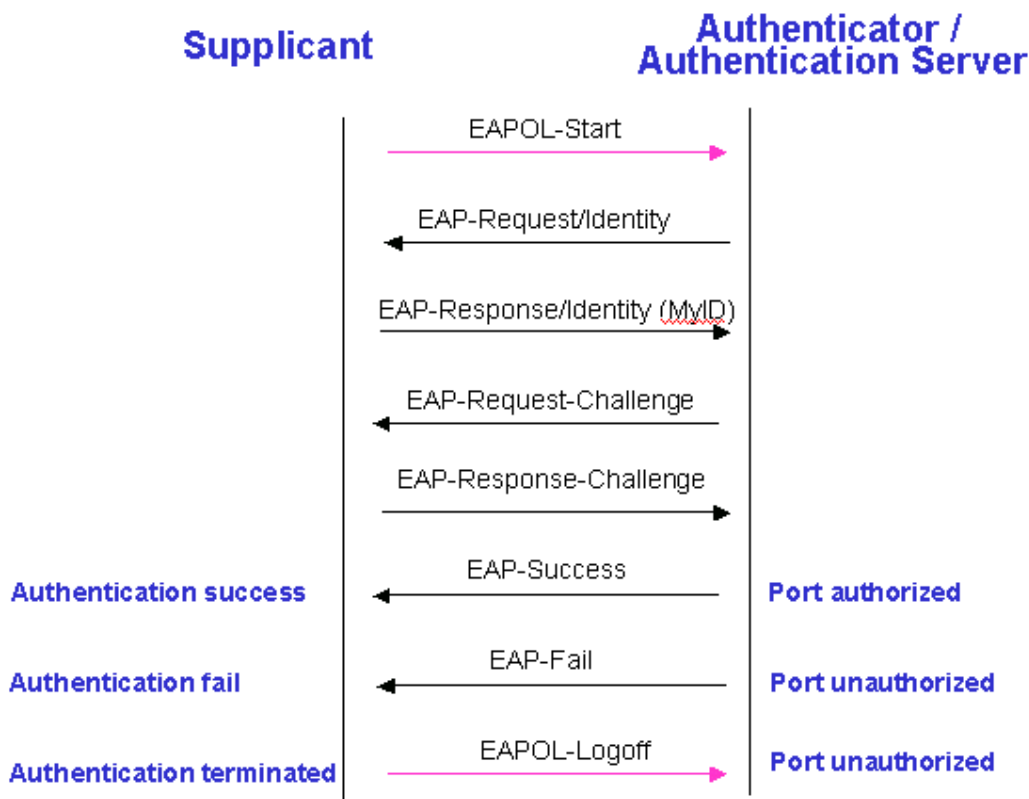 Supplicant
Authenticator /
Authentication Server
EAPOL-Start
EAP-Request/Identity
EAP-Response/Identity (MyID)
EAP-Request-Challenge
EAP-Response-Challenge
EAP-Success
Authentication success
Port authorized
EAP-Fail
Authentication fail
Port unauthorized
EAPOL-Logoff
Authentication terminated
Port unauthorized